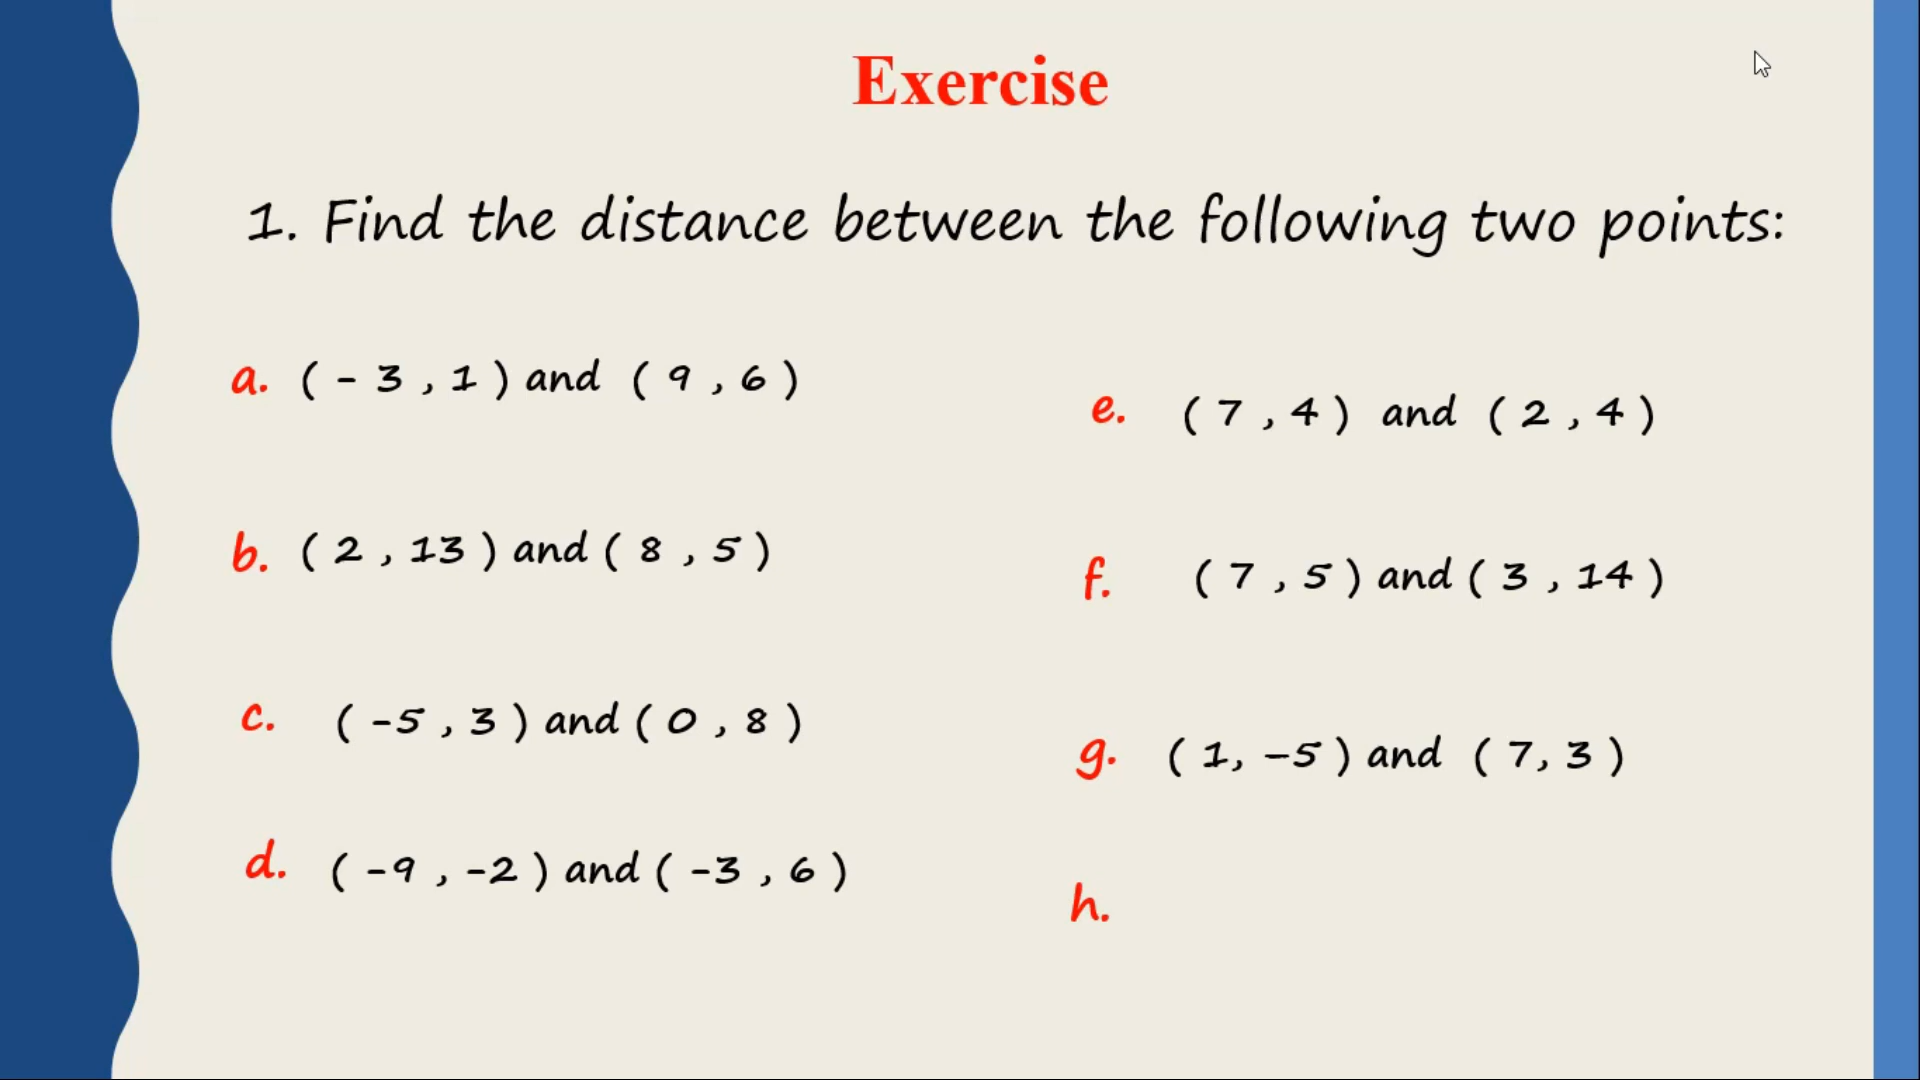 Exercise
1. Find the distance between the following two points:
a. ( - 3 , 1 ) and ( 9 , 6 )
b. ( 2 , 13 ) and ( 8 , 5 )
c. ( -5 , 3 ) and ( 0 , 8 )
d. ( -9 , -2 ) and ( -3 , 6 )
e. ( 7 , 4 ) and ( 2 , 4 )
f. ( 7 , 5 ) and ( 3 , 14 )
g. ( 1, –5 ) and ( 7, 3 )
h.